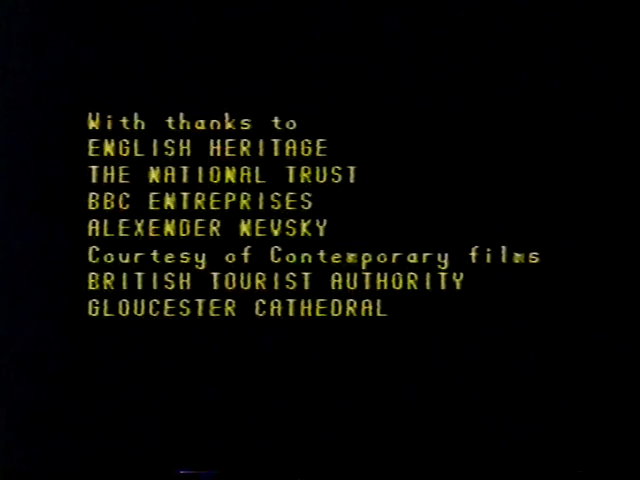 With thanks to
ENGLISH HERITAGE
THE NATIONAL TRUST
BBC ENTREPRISES
ALEXENDER NEVSKY
Courtesy of Contemporary films
BRITISH TOURIST AUTHORITY
GLOUCESTER CATHEDRAL